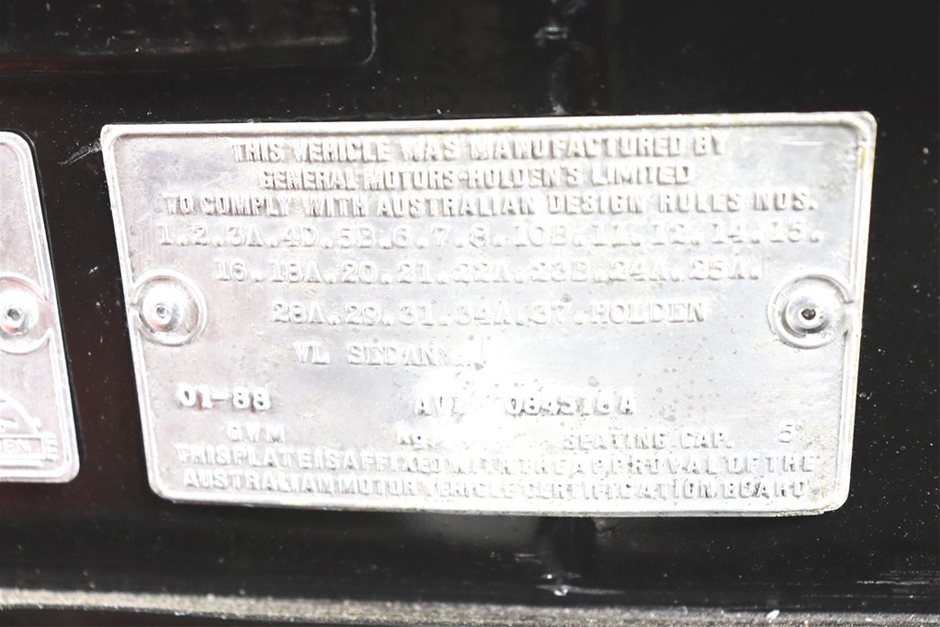 THIS VEHICLE WAS MANUFACTURED BY
GENERAL MOTORS-HOLDEN'S LIMITED
TO COMPLY WITH AUSTRALIAN DESIGN RULES NOS.
1.2.3A.4D.5B.6.7.8.10B.11.12.14.15.
16.18A.20.21.22A.23B.24A.25A.
28A.29.31.34A.37.HOLDEN
VL SEDAN
01-88
GWM KG. SEATING CAP. 5
THIS PLATE IS AFFIXED WITH THE APPROVAL OF THE
AUSTRALIAN MOTOR VEHICLE CERTIFICATION BOARD